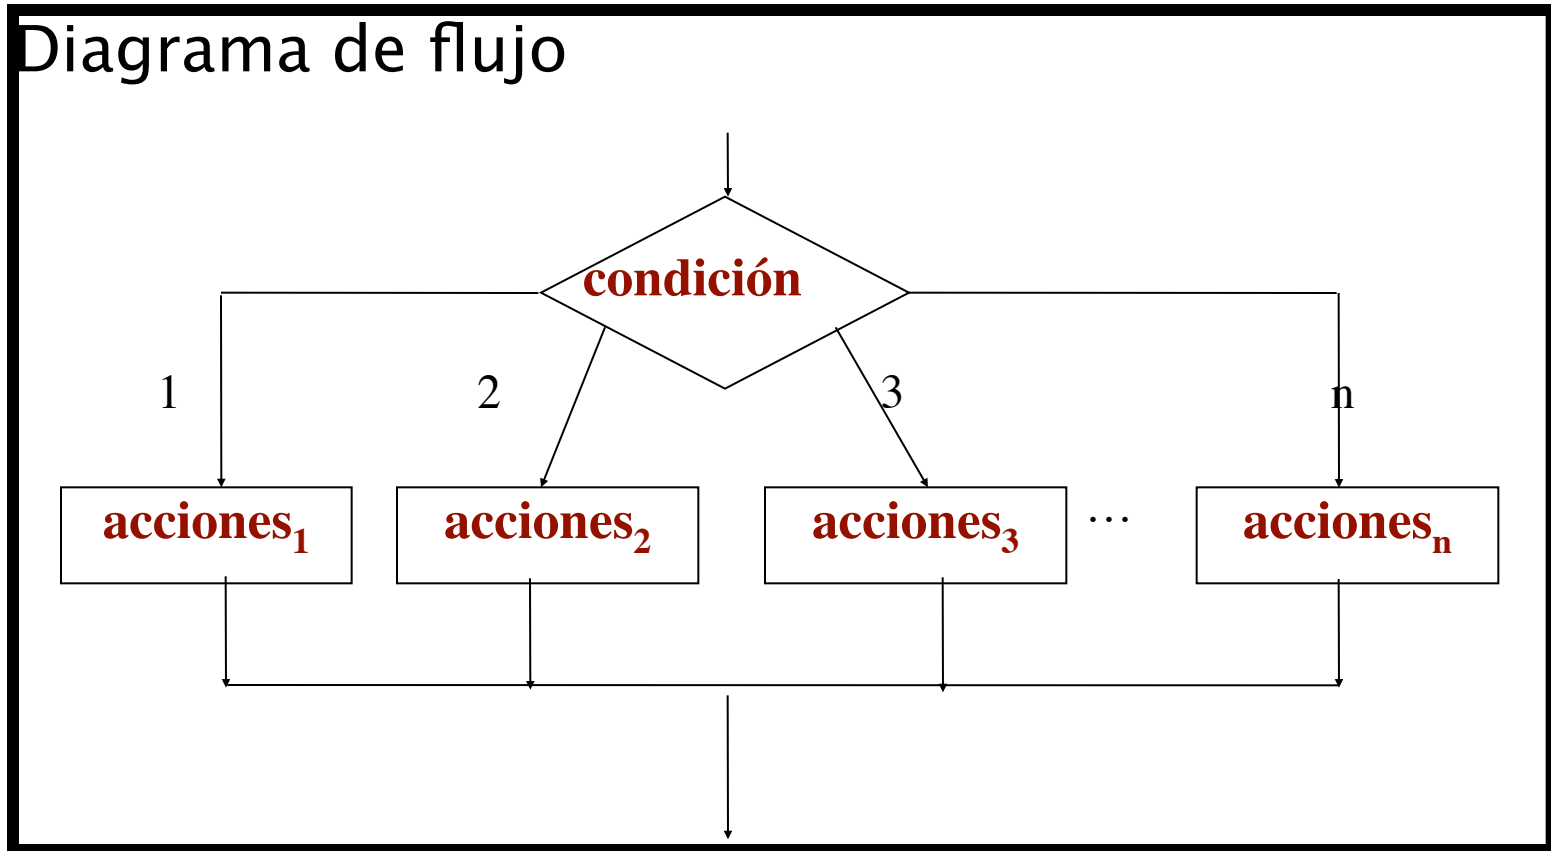 Diagrama de flujo
condición
1 2 3 n
acciones₁ acciones₂ acciones₃ … accionesₙ